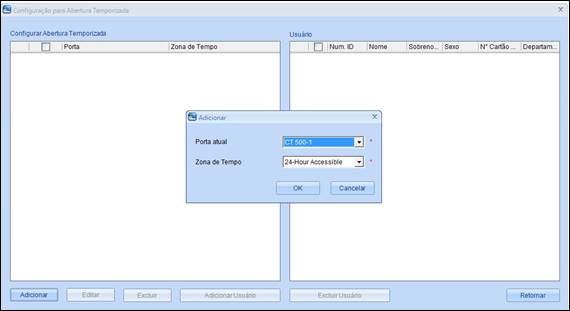 Configuração para Abertura Temporizada
Configurar Abertura Temporizada
Porta Zona de Tempo
Usuário
Num. ID Nome Sobreno... Sexo N° Cartão ... Departam...
Adicionar
Porta atual CT 500-1 *
Zona de Tempo 24-Hour Accessible *
OK Cancelar
Adicionar Editar Excluir Adicionar Usuário Excluir Usuário Retornar